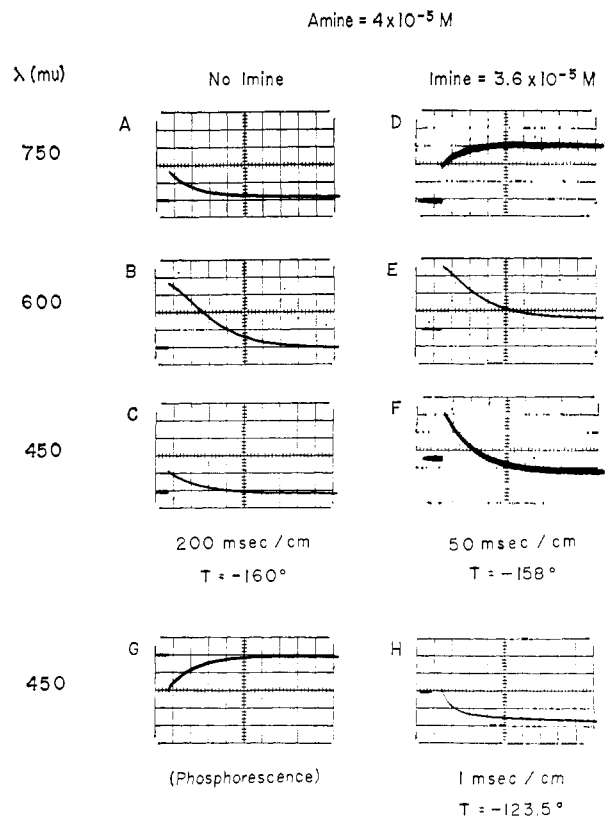 Amine = 4 x 10⁻⁵ M
λ (mu)
No Imine
Imine = 3.6 x 10⁻⁵ M
A
D
750
B
E
600
C
F
450
200 msec / cm
50 msec / cm
T = -160°
T = -158°
G
H
450
(Phosphorescence)
1 msec / cm
T = -123.5°